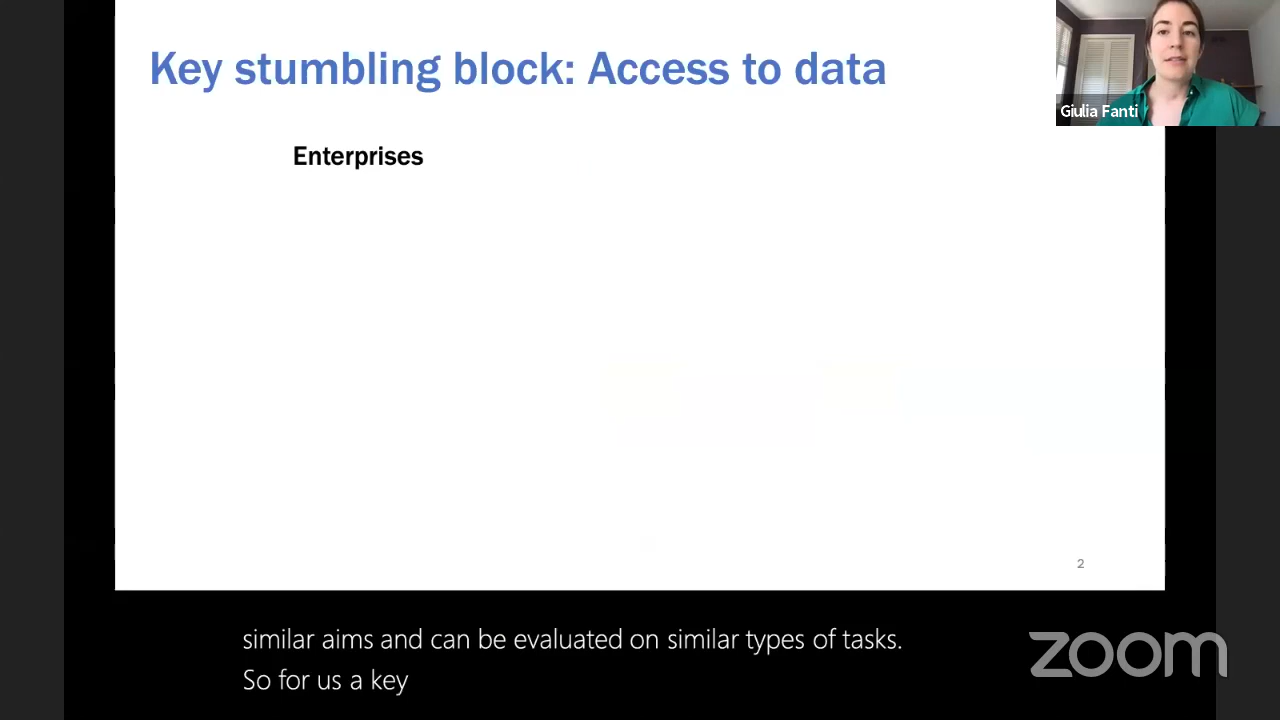 Key stumbling block: Access to data
Giulia Fanti
Enterprises
2
similar aims and can be evaluated on similar types of tasks.
So for us a key
zoom